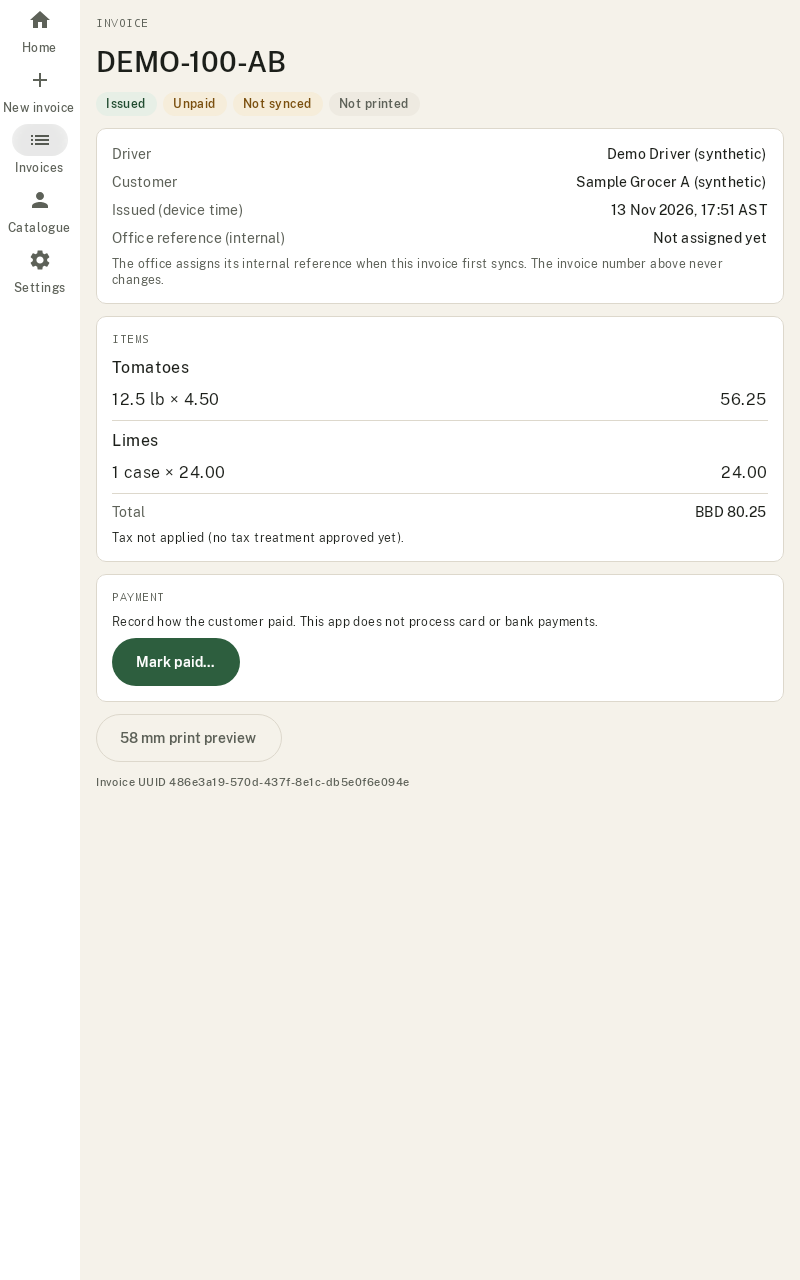 Home
New invoice
Invoices
Catalogue
Settings
INVOICE
DEMO-100-AB
Issued Unpaid Not synced Not printed
Driver Demo Driver (synthetic)
Customer Sample Grocer A (synthetic)
Issued (device time) 13 Nov 2026, 17:51 AST
Office reference (internal) Not assigned yet
The office assigns its internal reference when this invoice first syncs. The invoice number above never
changes.
ITEMS
Tomatoes
12.5 lb × 4.50 56.25
Limes
1 case × 24.00 24.00
Total BBD 80.25
Tax not applied (no tax treatment approved yet).
PAYMENT
Record how the customer paid. This app does not process card or bank payments.
Mark paid…
58 mm print preview
Invoice UUID 486e3a19-570d-437f-8e1c-db5e0f6e094e